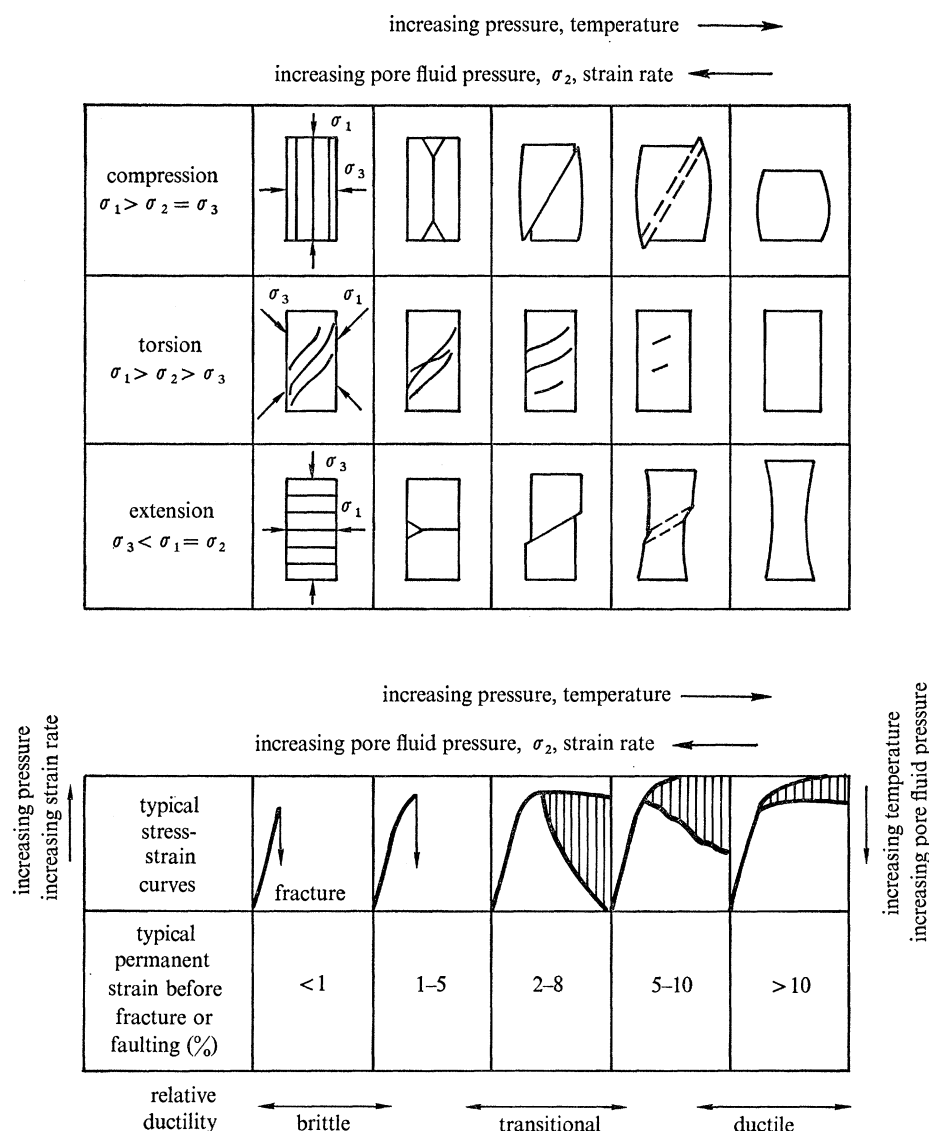 increasing pressure, temperature
increasing pore fluid pressure, σ2, strain rate
compression
σ1 > σ2 = σ3
σ1
σ3
torsion
σ1 > σ2 > σ3
σ3
σ1
extension
σ3 < σ1 = σ2
σ3
σ1
increasing pressure, temperature
increasing pore fluid pressure, σ2, strain rate
increasing pressure
increasing strain rate
typical
stress-
strain
curves
fracture
increasing temperature
increasing pore fluid pressure
typical
permanent
strain before
fracture or
faulting (%)
<1
1–5
2–8
5–10
>10
relative
ductility
brittle
transitional
ductile